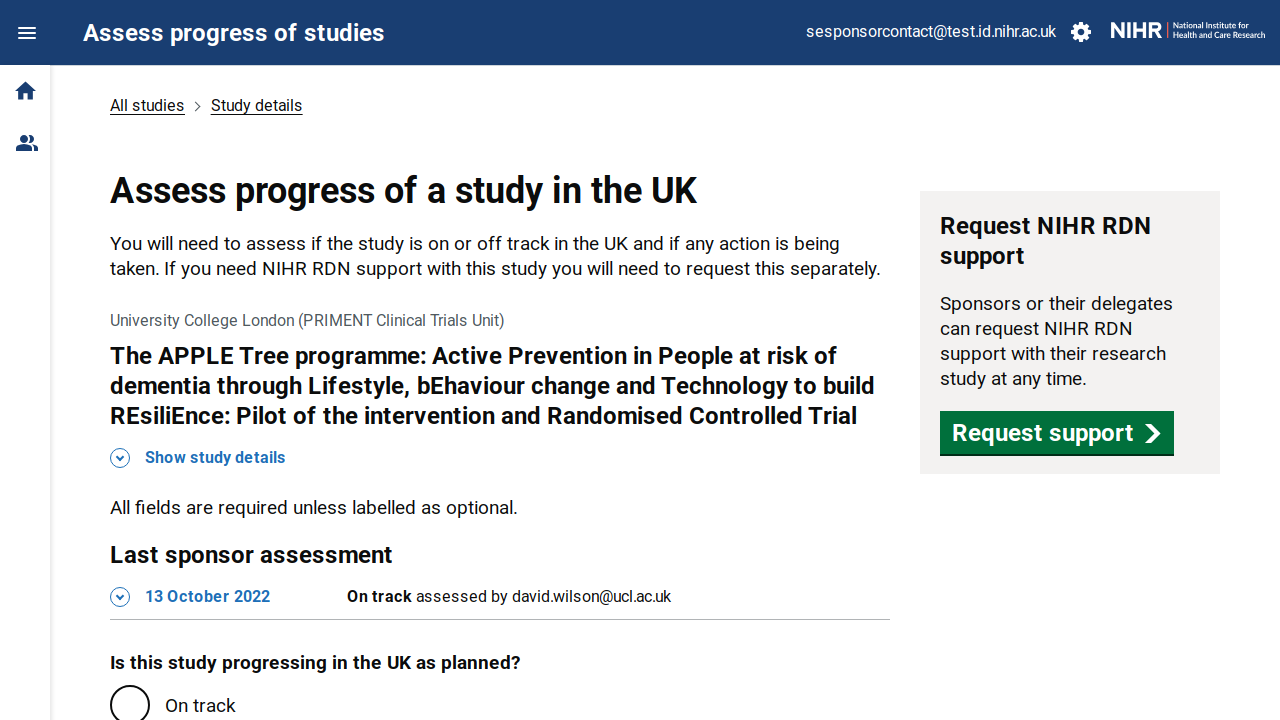 Assess progress of studies
sesponsorcontact@test.id.nihr.ac.uk
NIHR
National Institute for
Health and Care Research
All studies
Study details
Assess progress of a study in the UK
You will need to assess if the study is on or off track in the UK and if any action is being
taken. If you need NIHR RDN support with this study you will need to request this separately.
University College London (PRIMENT Clinical Trials Unit)
The APPLE Tree programme: Active Prevention in People at risk of
dementia through Lifestyle, bEhaviour change and Technology to build
REsiliEnce: Pilot of the intervention and Randomised Controlled Trial
Show study details
All fields are required unless labelled as optional.
Last sponsor assessment
13 October 2022 On track assessed by david.wilson@ucl.ac.uk
Is this study progressing in the UK as planned?
On track
Request NIHR RDN
support
Sponsors or their delegates
can request NIHR RDN
support with their research
study at any time.
Request support